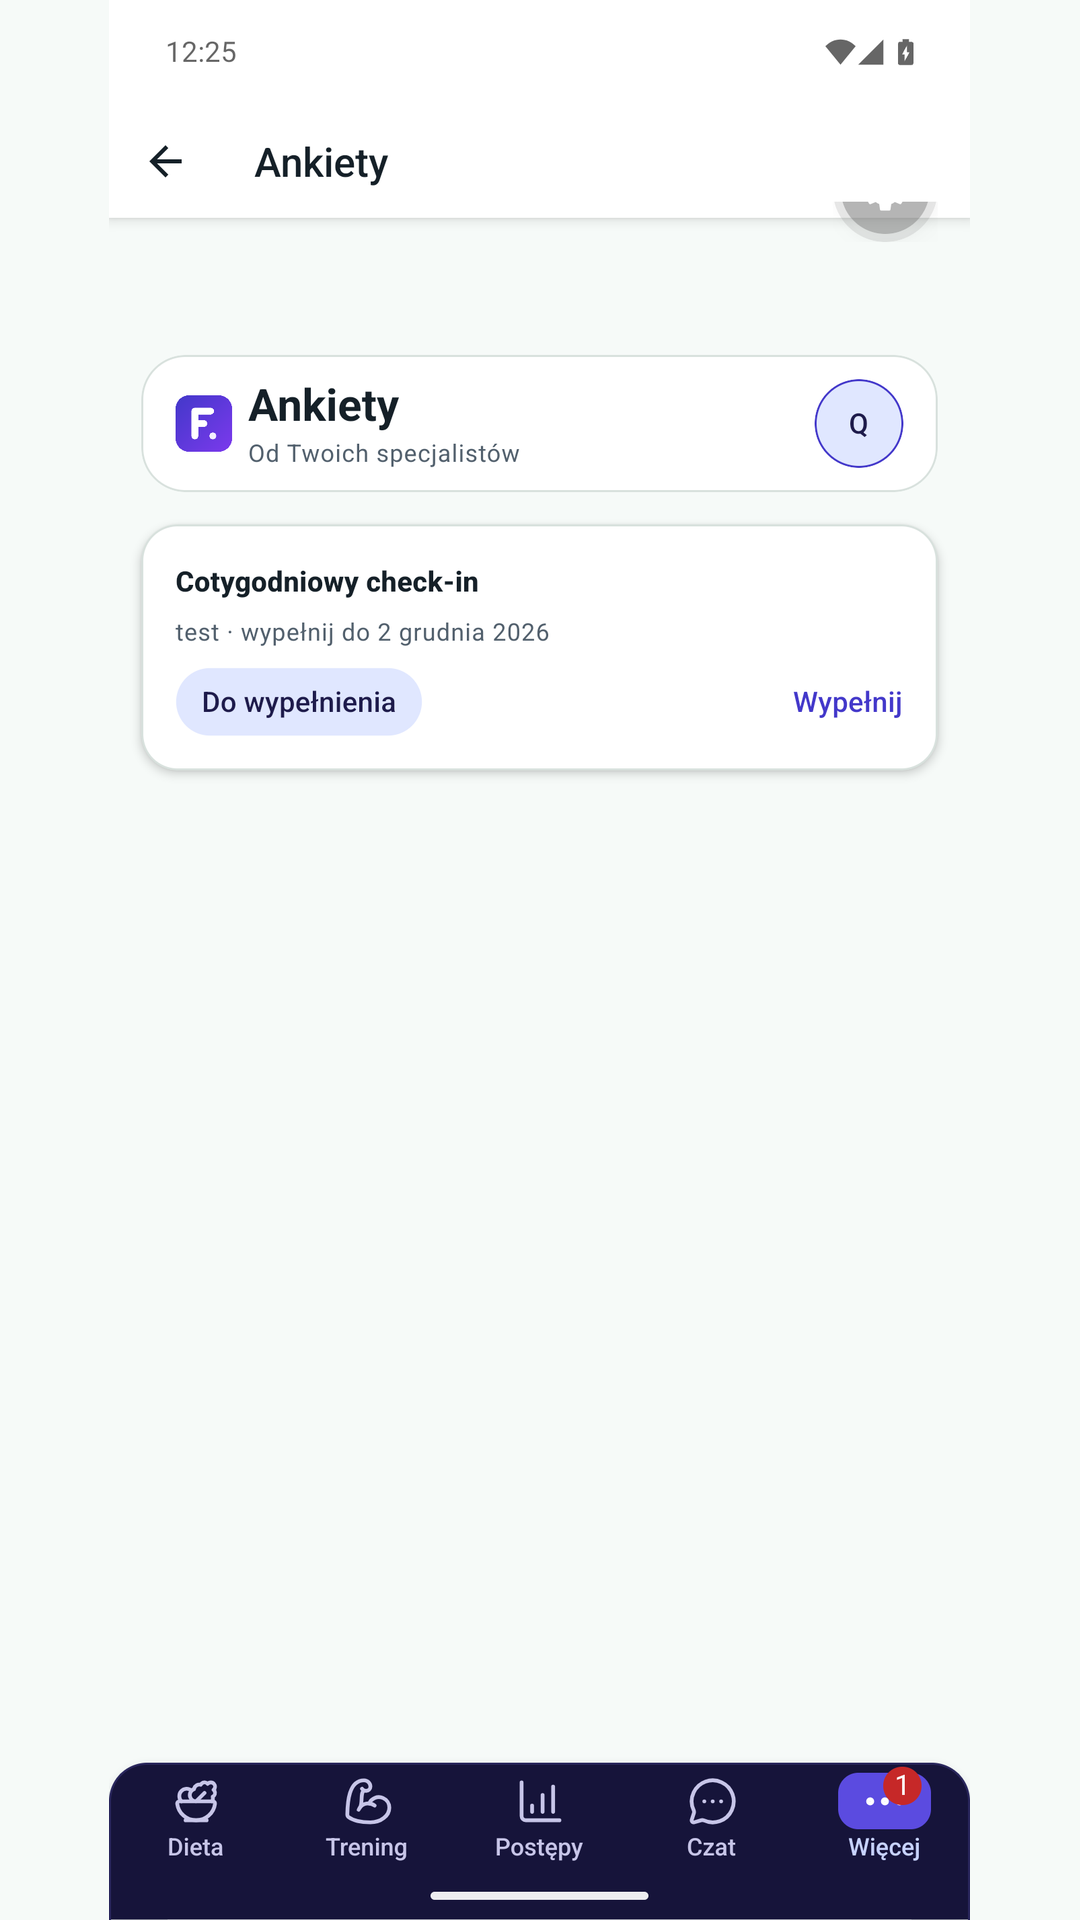 12:25
Ankiety
F.
Ankiety
Od Twoich specjalistów
Q
Cotygodniowy check-in
test · wypełnij do 2 grudnia 2026
Do wypełnienia
Wypełnij
1
Dieta
Trening
Postępy
Czat
Więcej